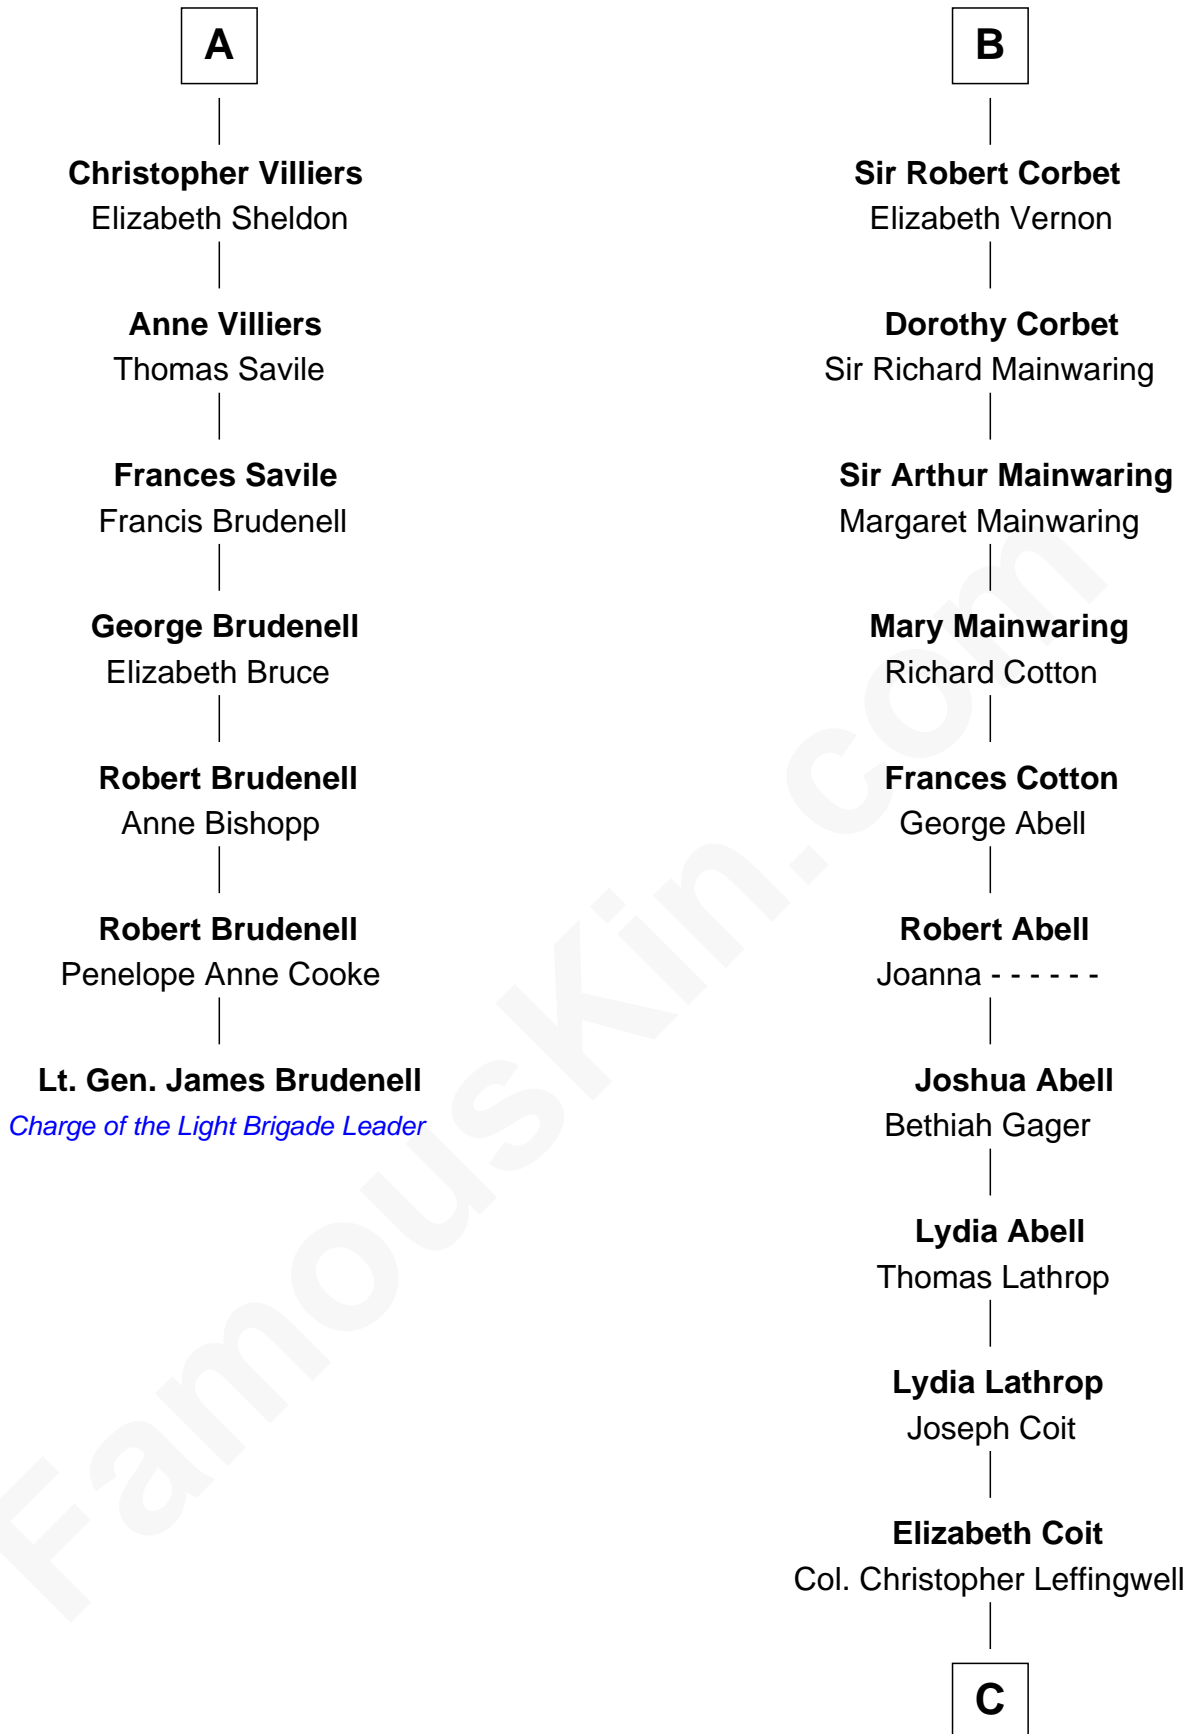 A
Christopher Villiers
Elizabeth Sheldon
Anne Villiers
Thomas Savile
Frances Savile
Francis Brudenell
George Brudenell
Elizabeth Bruce
Robert Brudenell
Anne Bishopp
Robert Brudenell
Penelope Anne Cooke
Lt. Gen. James Brudenell
Charge of the Light Brigade Leader
B
Sir Robert Corbet
Elizabeth Vernon
Dorothy Corbet
Sir Richard Mainwaring
Sir Arthur Mainwaring
Margaret Mainwaring
Mary Mainwaring
Richard Cotton
Frances Cotton
George Abell
Robert Abell
Joanna - - - - - -
Joshua Abell
Bethiah Gager
Lydia Abell
Thomas Lathrop
Lydia Lathrop
Joseph Coit
Elizabeth Coit
Col. Christopher Leffingwell
C
FamousKin.com